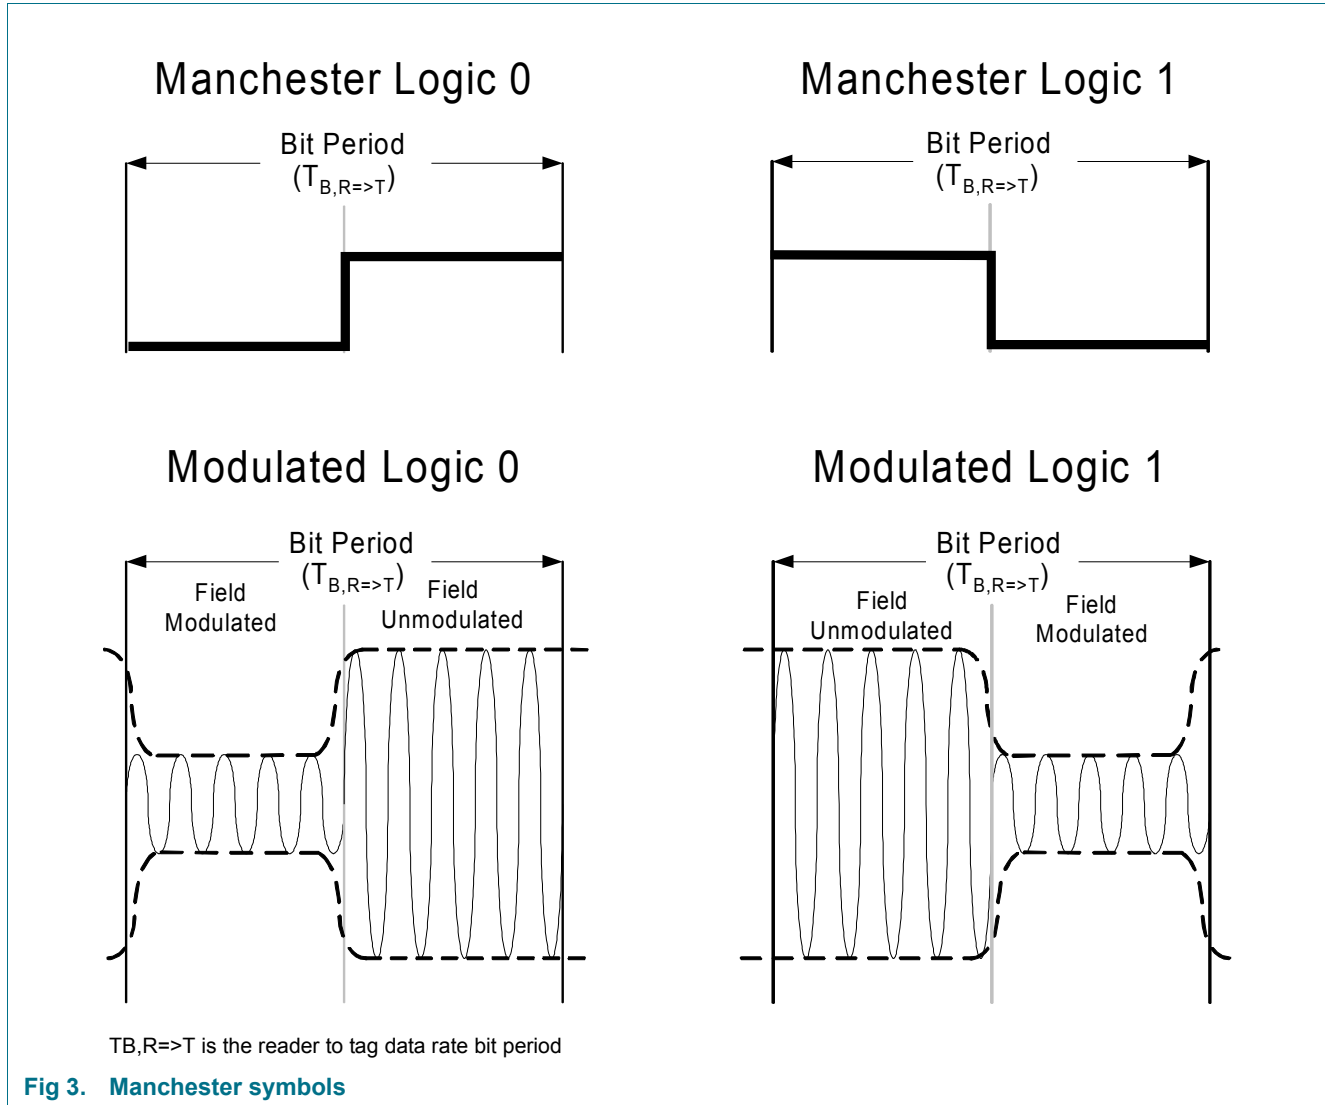 Manchester Logic 0
Bit Period
(TB,R=>T)
Manchester Logic 1
Bit Period
(TB,R=>T)
Modulated Logic 0
Bit Period
(TB,R=>T)
Field
Modulated
Field
Unmodulated
Modulated Logic 1
Bit Period
(TB,R=>T)
Field
Unmodulated
Field
Modulated
TB,R=>T is the reader to tag data rate bit period
Fig 3. Manchester symbols